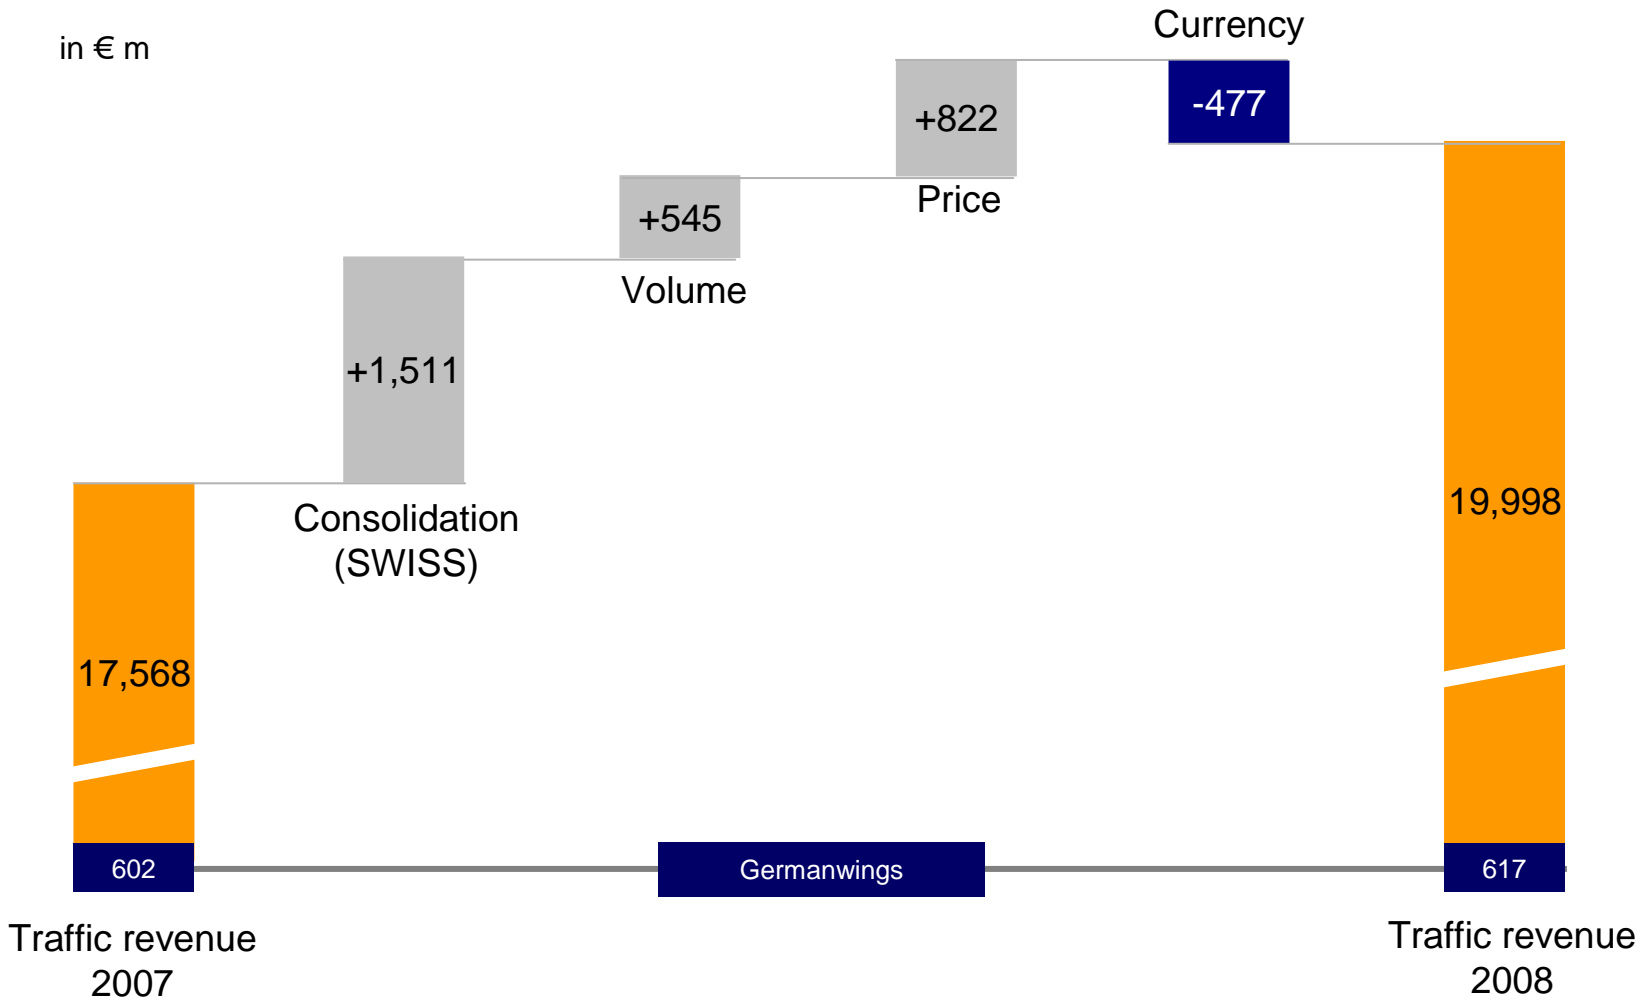 in € m
Currency
-477
+822
Price
+545
Volume
+1,511
Consolidation
(SWISS)
17,568
19,998
602
Germanwings
617
Traffic revenue
2007
Traffic revenue
2008